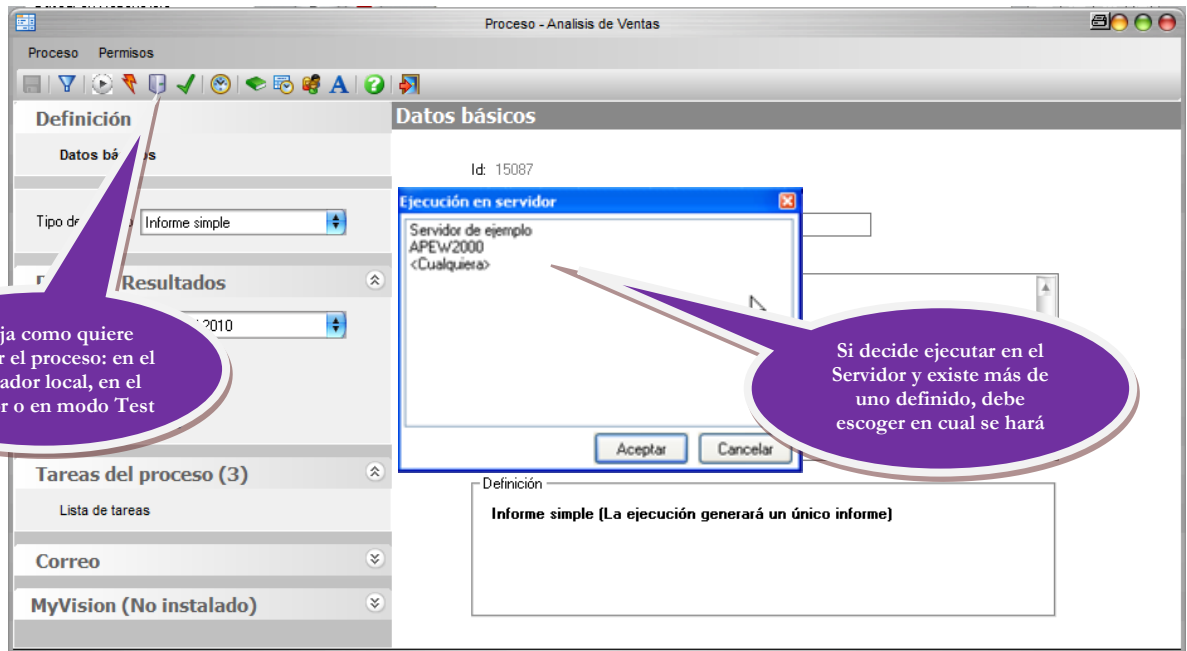 Proceso - Analisis de Ventas
Proceso Permisos
Definición
Datos
Tipo
Informe simple
Resultados
2010
como quiere
el proceso: en el
local, en el
o en modo Test
Tareas del proceso (3)
Lista de tareas
Correo
MyVision (No instalado)
Datos básicos
Id: 15087
Ejecución en servidor
Servidor de ejemplo
APEW2000
<Cualquiera>
Aceptar Cancelar
Si decide ejecutar en el
Servidor y existe más de
uno definido, debe
escoger en cual se hará
Definición
Informe simple (La ejecución generará un único informe)